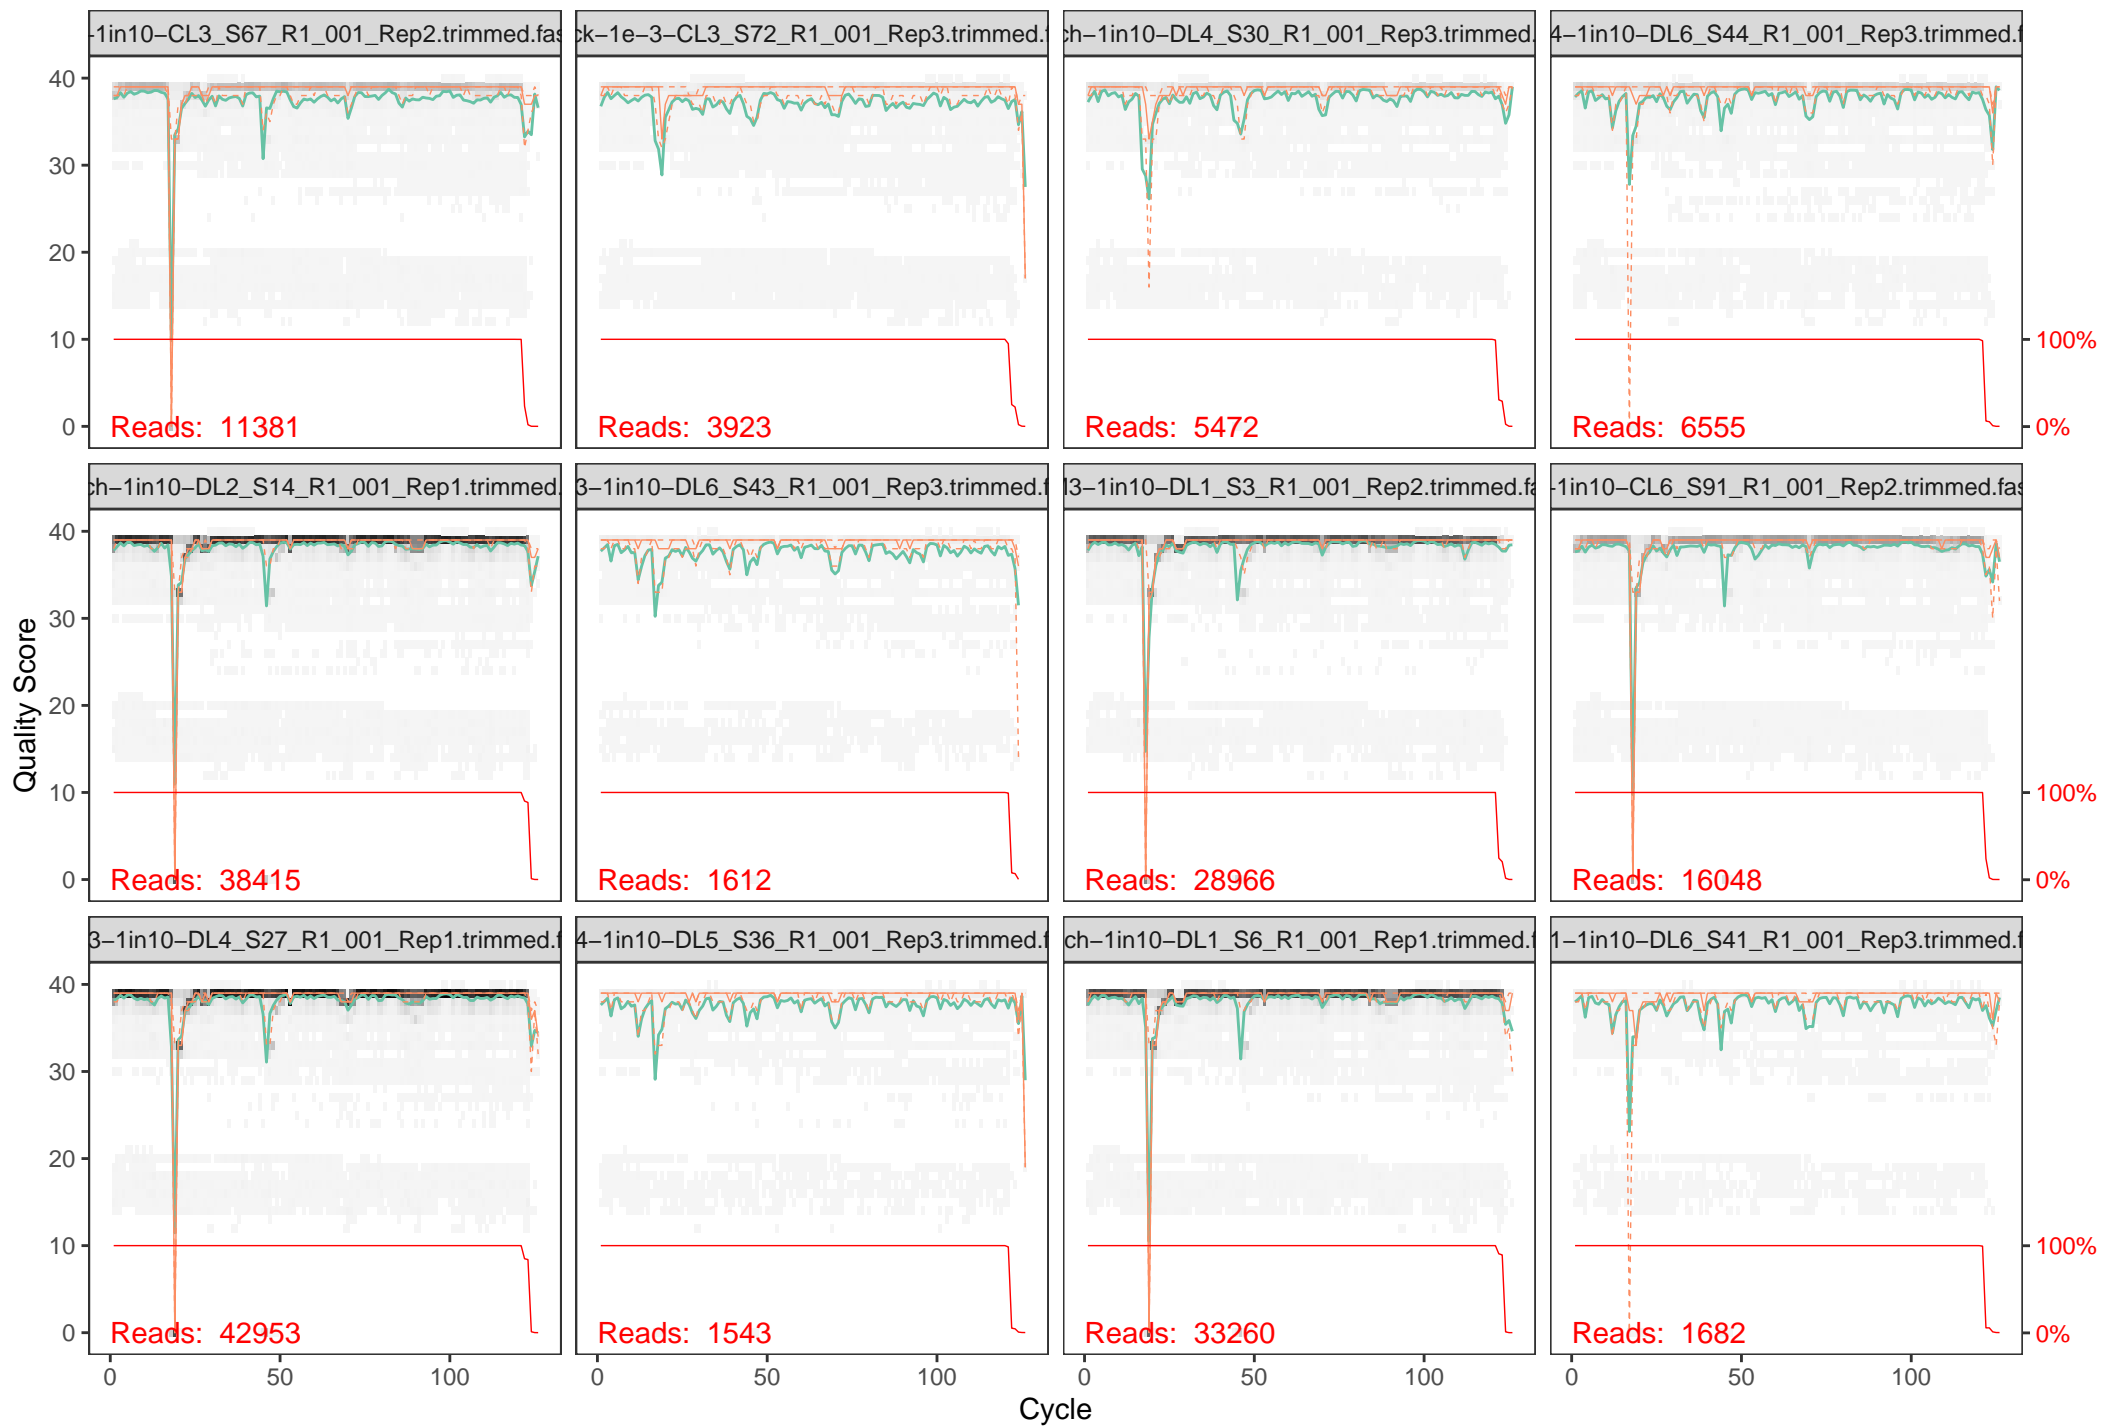 -1in10-CL3_S67_R1_001_Rep2.trimmed.fas
ck-1e-3-CL3_S72_R1_001_Rep3.trimmed.f
ch-1in10-DL4_S30_R1_001_Rep3.trimmed.
4-1in10-DL6_S44_R1_001_Rep3.trimmed.f
40
30
20
10
0
100%
0%
Reads: 11381
Reads: 3923
Reads: 5472
Reads: 6555
ch-1in10-DL2_S14_R1_001_Rep1.trimmed.
3-1in10-DL6_S43_R1_001_Rep3.trimmed.f
3-1in10-DL1_S3_R1_001_Rep2.trimmed.fa
-1in10-CL6_S91_R1_001_Rep2.trimmed.fas
40
30
20
10
0
100%
0%
Quality Score
Reads: 38415
Reads: 1612
Reads: 28966
Reads: 16048
3-1in10-DL4_S27_R1_001_Rep1.trimmed.f
4-1in10-DL5_S36_R1_001_Rep3.trimmed.f
ch-1in10-DL1_S6_R1_001_Rep1.trimmed.f
1-1in10-DL6_S41_R1_001_Rep3.trimmed.f
40
30
20
10
0
100%
0%
Reads: 42953
Reads: 1543
Reads: 33260
Reads: 1682
0 50 100
0 50 100
0 50 100
0 50 100
Cycle